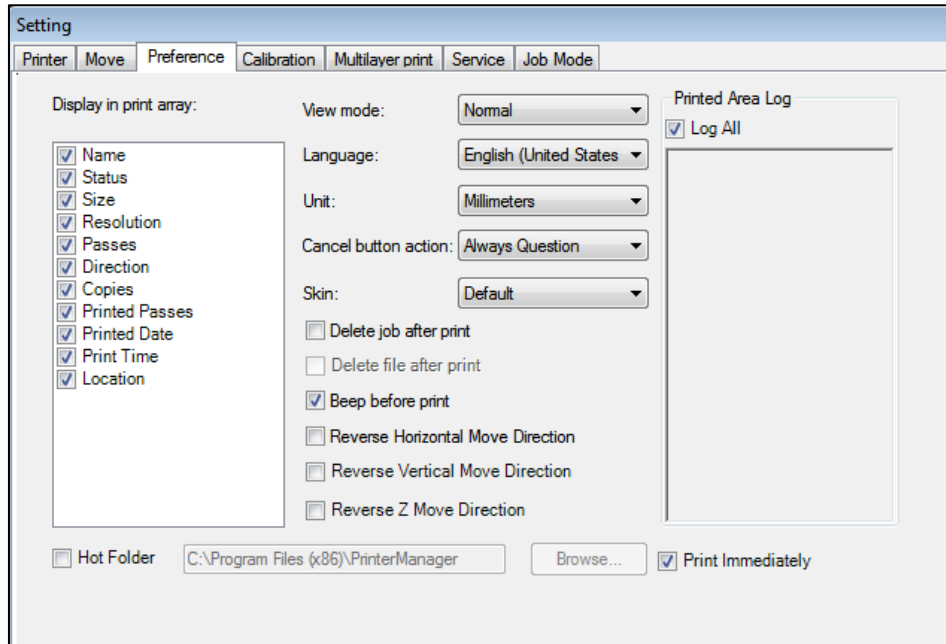 Setting
Printer Move Preference Calibration Multilayer print Service Job Mode
Display in print array:
Name
Status
Size
Resolution
Passes
Direction
Copies
Printed Passes
Printed Date
Print Time
Location
View mode: Normal
Language: English (United States
Unit: Millimeters
Cancel button action: Always Question
Skin: Default
Delete job after print
Delete file after print
Beep before print
Reverse Horizontal Move Direction
Reverse Vertical Move Direction
Reverse Z Move Direction
Printed Area Log
Log All
Hot Folder C:\Program Files (x86)\PrinterManager Browse... Print Immediately